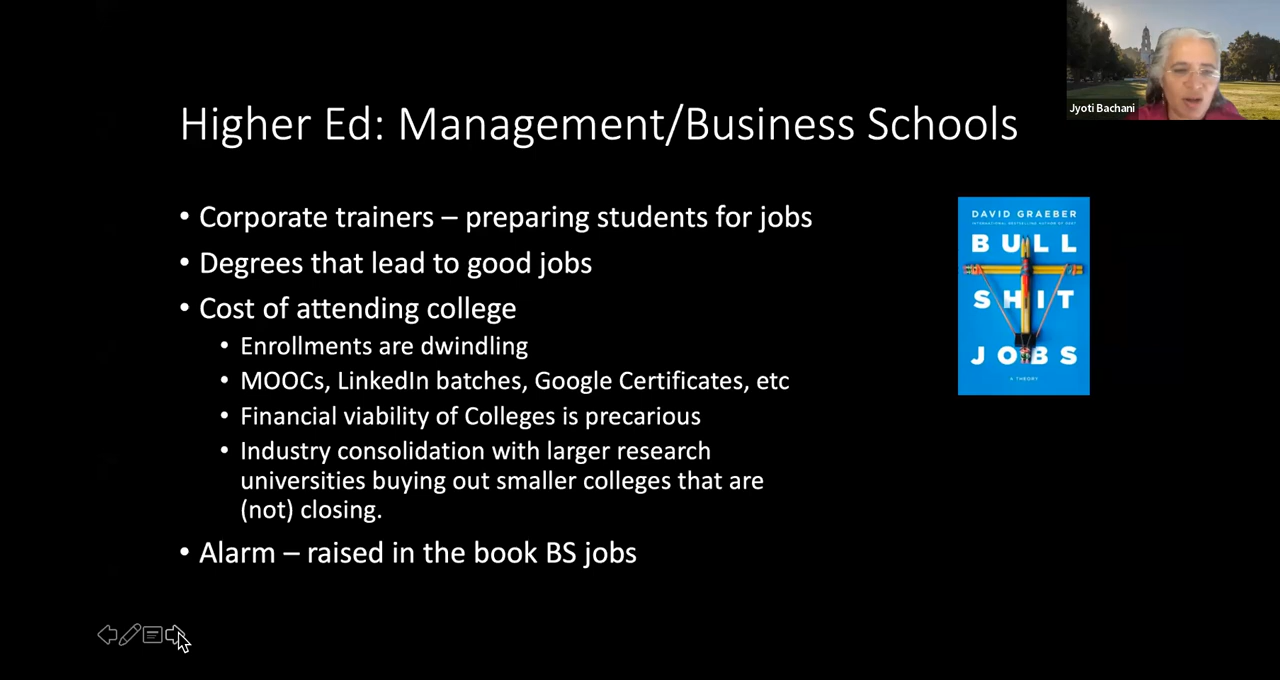 Jyoti Bachani
Higher Ed: Management/Business Schools
• Corporate trainers – preparing students for jobs
• Degrees that lead to good jobs
• Cost of attending college
• Enrollments are dwindling
• MOOCs, LinkedIn batches, Google Certificates, etc
• Financial viability of Colleges is precarious
• Industry consolidation with larger research
universities buying out smaller colleges that are
(not) closing.
• Alarm – raised in the book BS jobs
DAVID GRAEBER
BULL
SHIT
JOBS
A THEORY